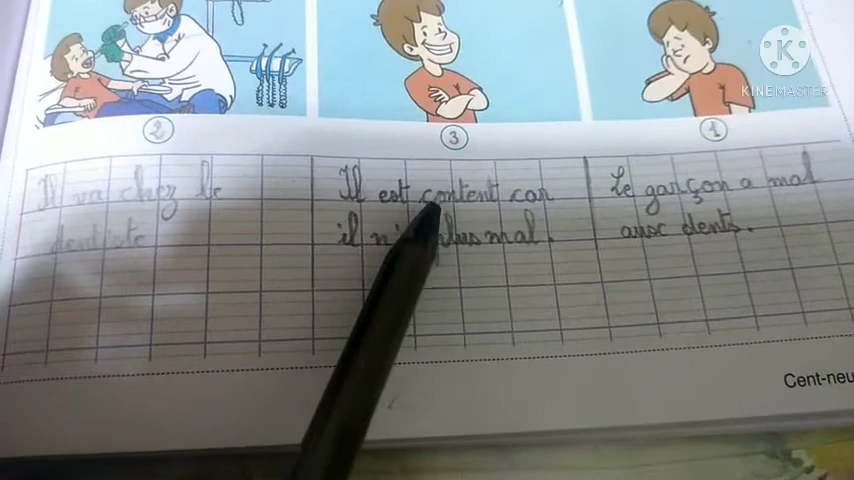 KINEMASTER
2
3
1
Il va chez le
dentiste
Il est content car
il n'a plus mal.
Le garçon a mal
aux dents.
Cent-neu